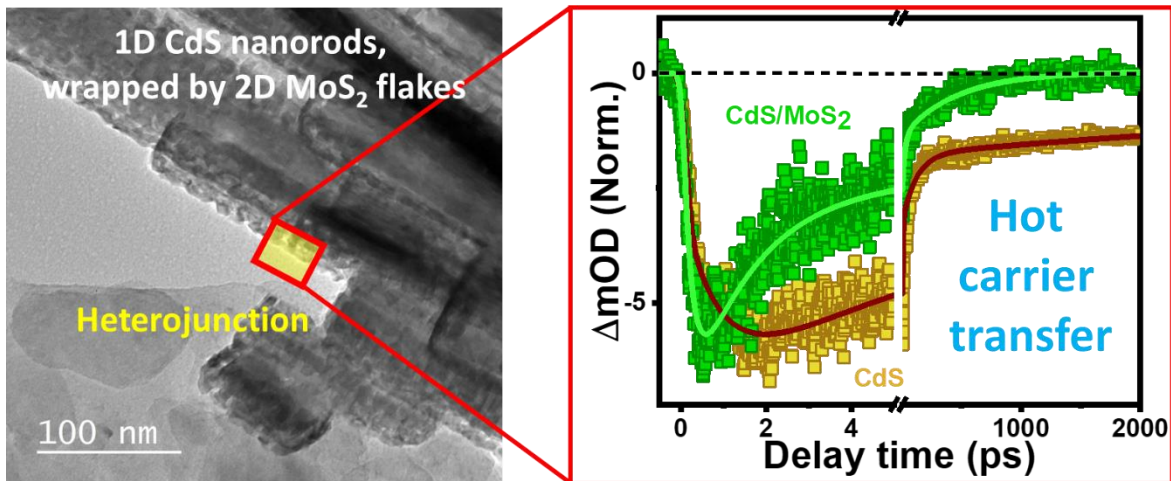 1D CdS nanorods,
wrapped by 2D MoS₂ flakes
Heterojunction
100 nm
ΔmOD (Norm.)
0
-5
CdS/MoS₂
CdS
Hot
carrier
transfer
0 2 4 1000 2000
Delay time (ps)